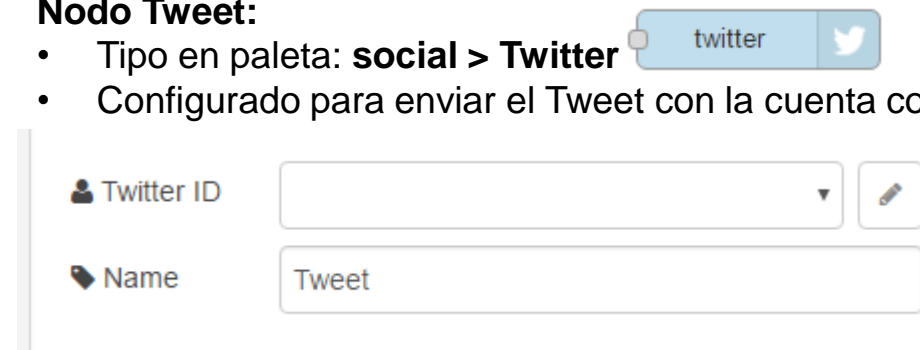 Nodo Tweet:
• Tipo en paleta: social > Twitter twitter
• Configurado para enviar el Tweet con la cuenta
Twitter ID
Name Tweet